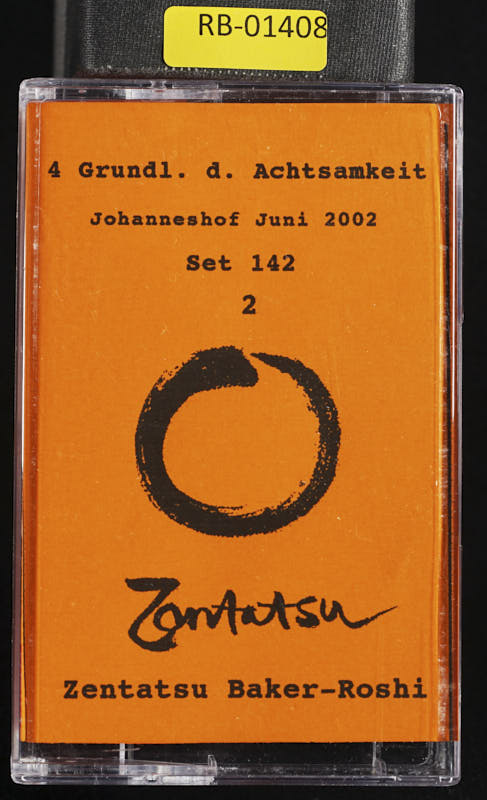 RB-01408
4 Grundl. d. Achtsamkeit
Johanneshof Juni 2002
Set 142
2
Zentatsu
Zentatsu Baker-Roshi